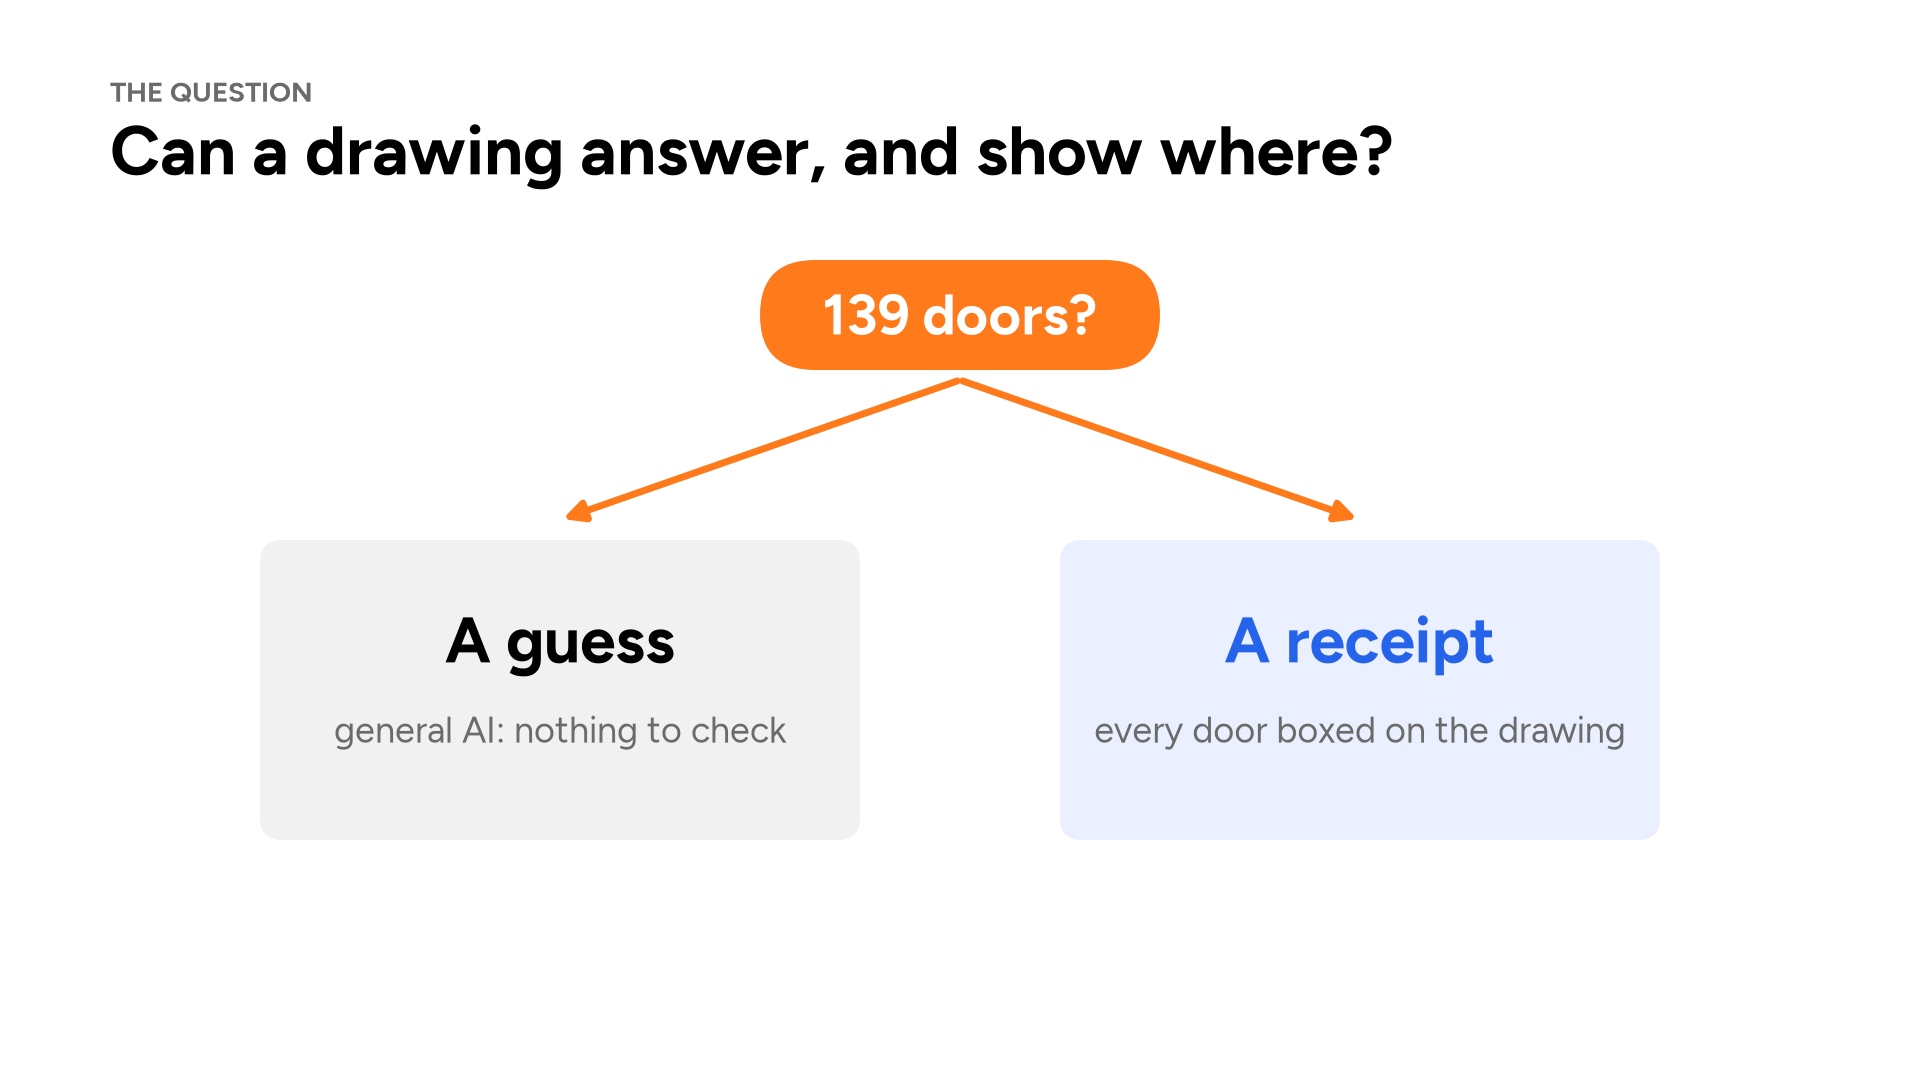 THE QUESTION
Can a drawing answer, and show where?
139 doors?
A guess
general AI: nothing to check
A receipt
every door boxed on the drawing